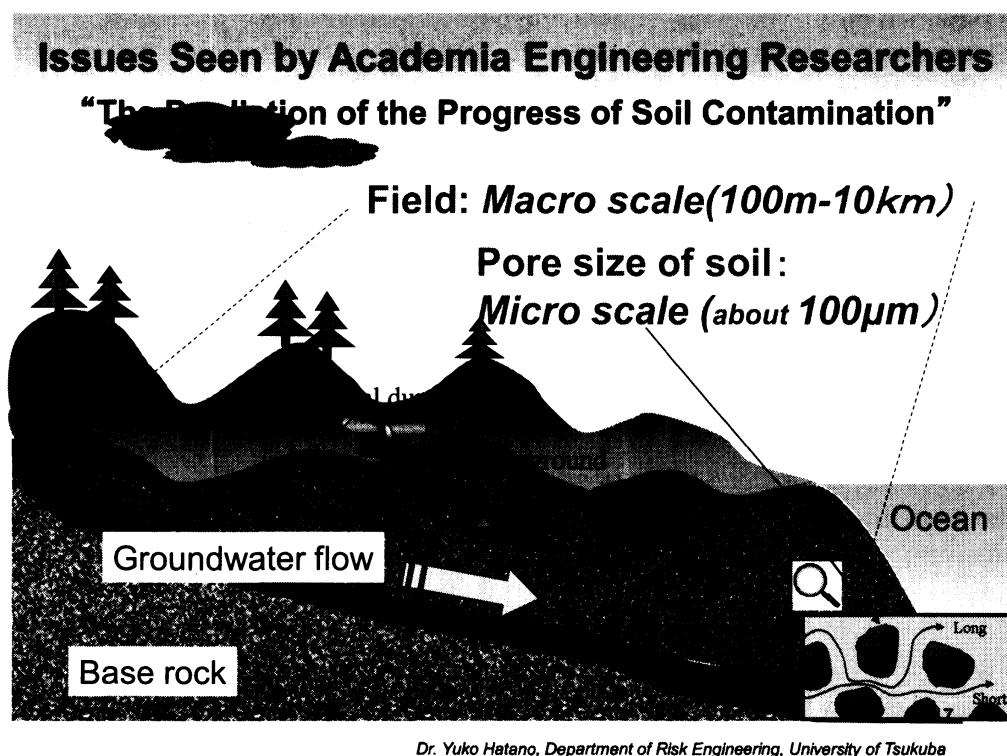 Issues Seen by Academia Engineering Researchers
“The of the Progress of Soil Contamination”
Field: Macro scale(100m-10km)
Pore size of soil:
Micro scale (about 100μm)
Ocean
Groundwater flow
Long
Base rock
Short
7
Dr. Yuko Hatano, Department of Risk Engineering, University of Tsukuba